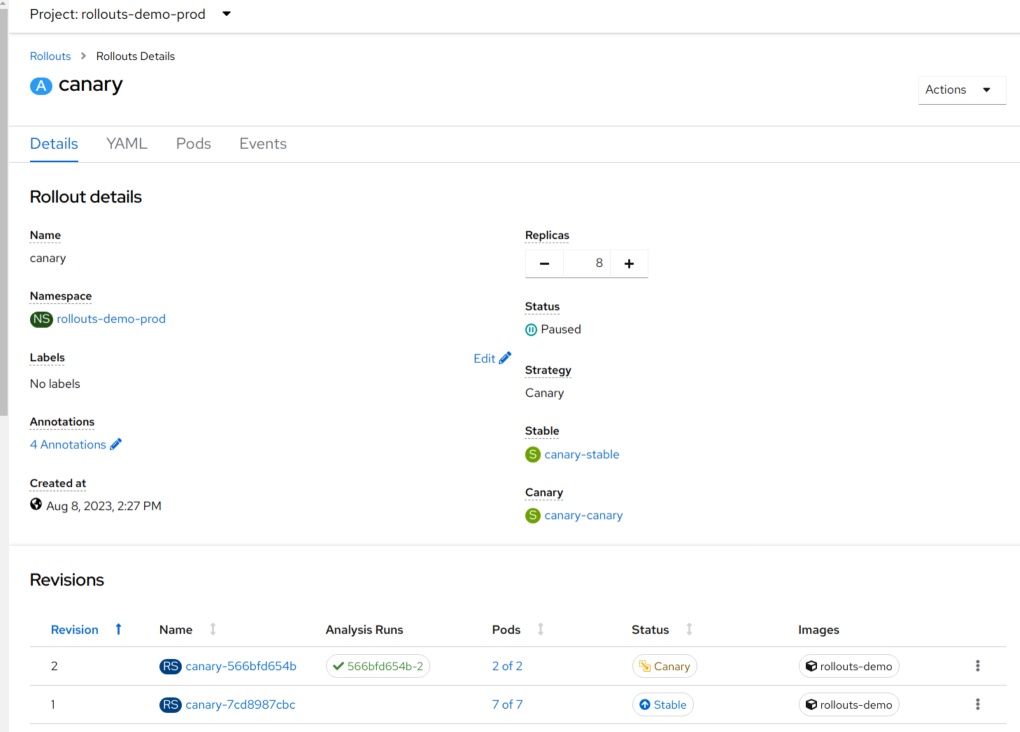 Project: rollouts-demo-prod
Rollouts > Rollouts Details
A canary
Actions
Details YAML Pods Events
Rollout details
Name
canary
Namespace
NS rollouts-demo-prod
Labels Edit
No labels
Annotations
4 Annotations
Created at
Aug 8, 2023, 2:27 PM
Replicas
8
Status
Paused
Strategy
Canary
Stable
S canary-stable
Canary
S canary-canary
Revisions
Revision Name Analysis Runs Pods Status Images
2 RS canary-566bfd654b 566bfd654b-2 2 of 2 Canary rollouts-demo
1 RS canary-7cd8987cbc 7 of 7 Stable rollouts-demo